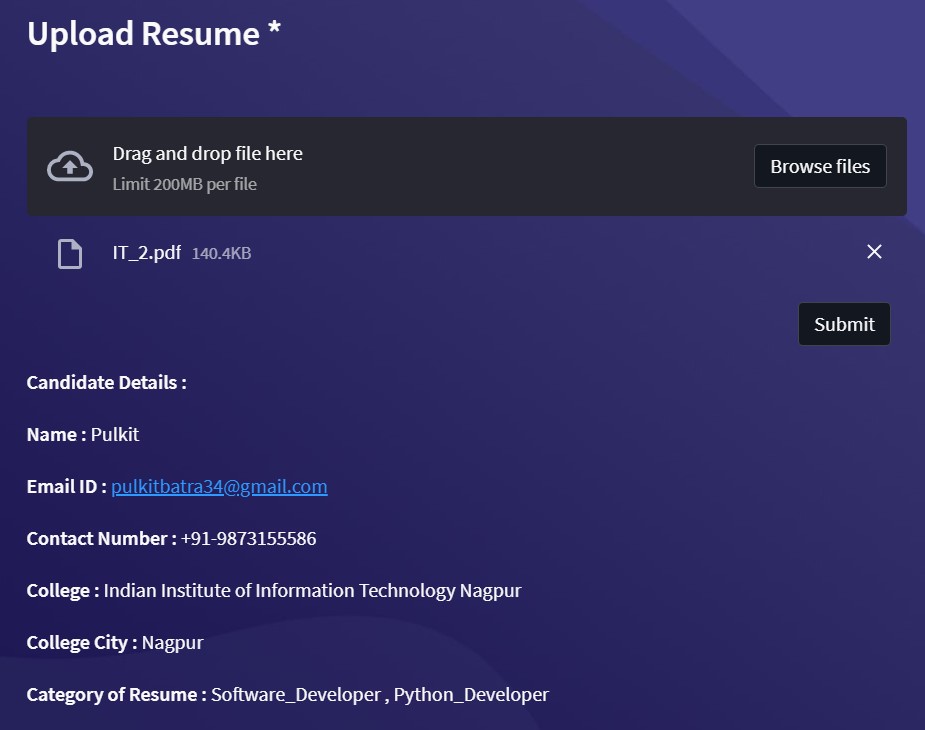 Upload Resume *
Drag and drop file here
Limit 200MB per file
Browse files
IT_2.pdf 140.4KB
Submit
Candidate Details :
Name : Pulkit
Email ID : pulkitbatra34@gmail.com
Contact Number : +91-9873155586
College : Indian Institute of Information Technology Nagpur
College City : Nagpur
Category of Resume : Software_Developer , Python_Developer